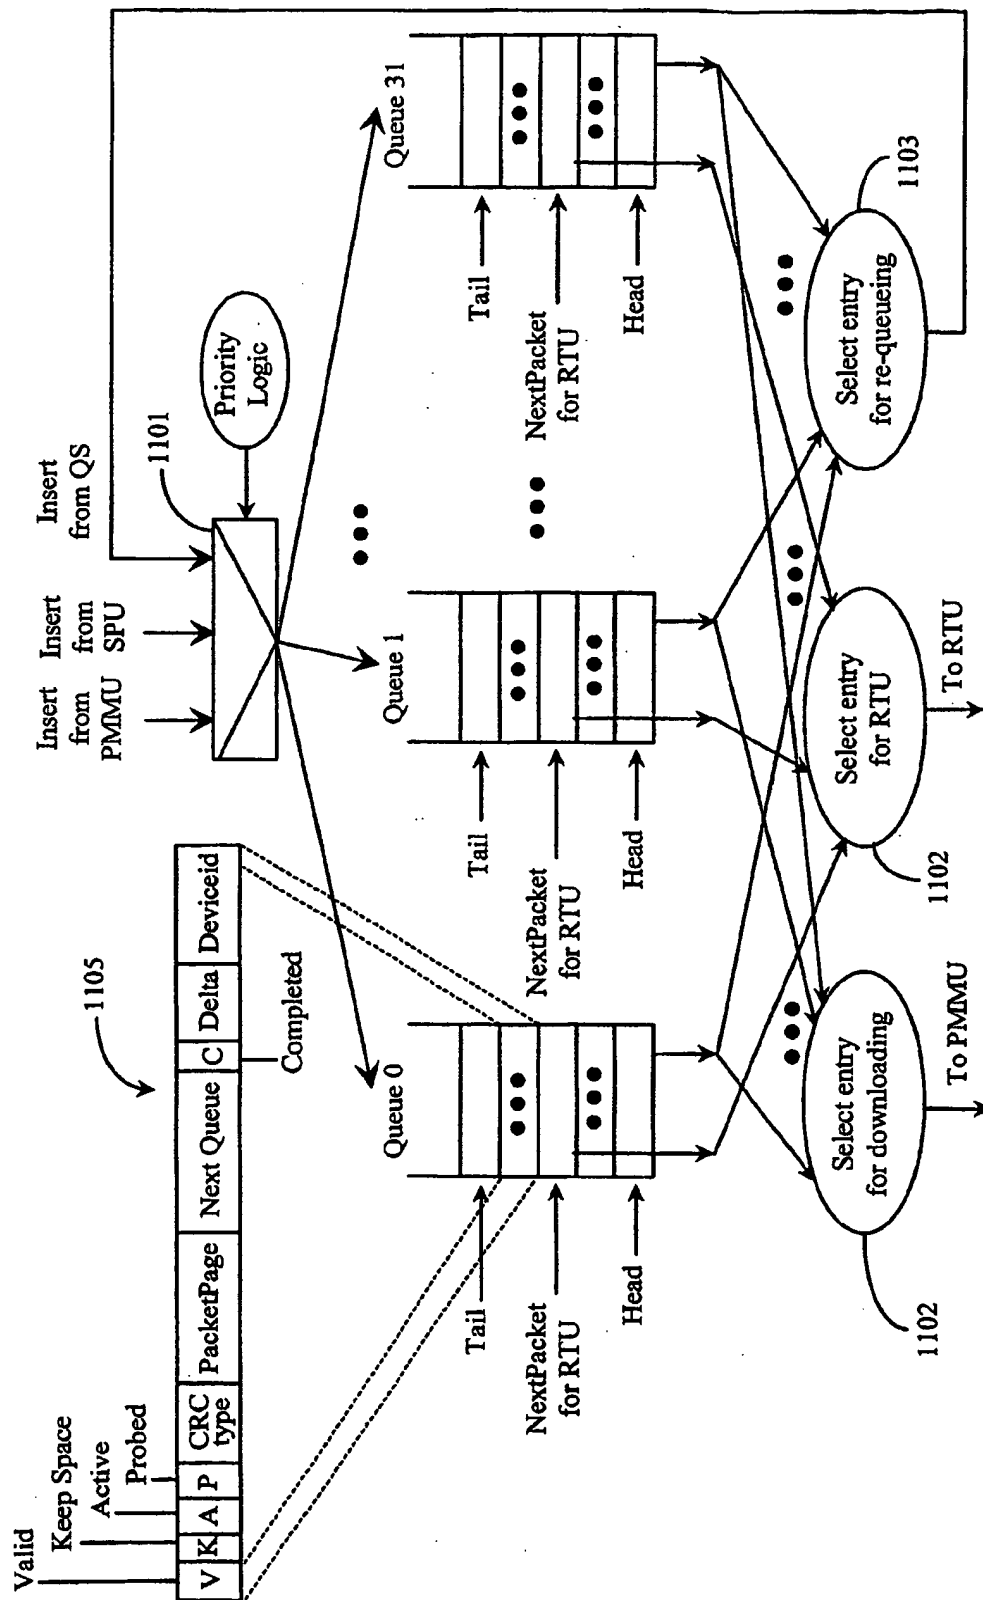 Valid
Keep Space
Active
Probed
V
K
A
P
CRC
type
PacketPage
Next Queue
C
Delta
Deviceid
Completed
1105
Insert
from
PMMU
Insert
from
SPU
Insert
from QS
1101
Priority
Logic
Queue 0
Queue 1
Queue 31
Tail
NextPacket
for RTU
Head
Tail
NextPacket
for RTU
Head
Tail
NextPacket
for RTU
Head
Select entry
for downloading
1102
To PMMU
Select entry
for RTU
1102
To RTU
Select entry
for re-queueing
1103